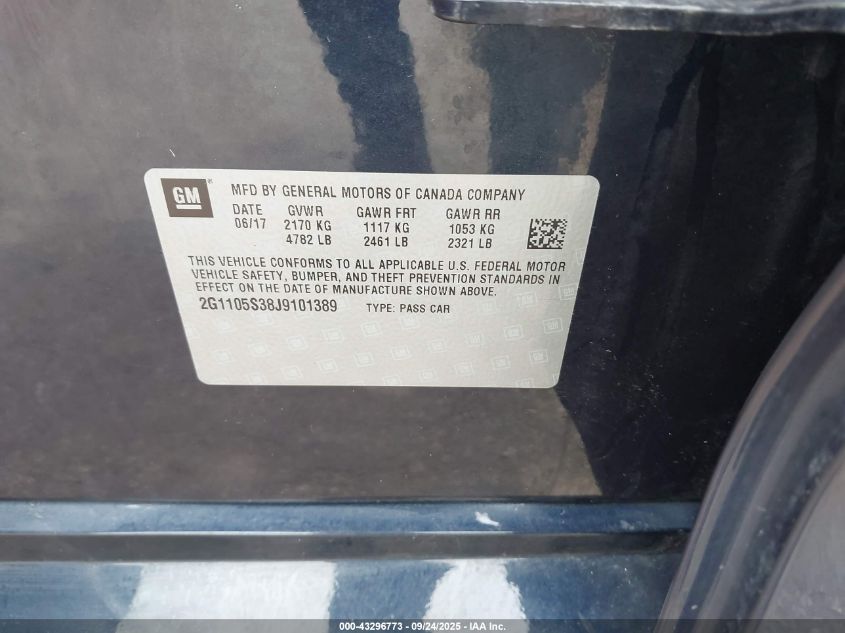 GM
MFD BY GENERAL MOTORS OF CANADA COMPANY
DATE GVWR GAWR FRT GAWR RR
06/17 2170 KG 1117 KG 1053 KG
4782 LB 2461 LB 2321 LB
THIS VEHICLE CONFORMS TO ALL APPLICABLE U.S. FEDERAL MOTOR
VEHICLE SAFETY, BUMPER, AND THEFT PREVENTION STANDARDS IN
EFFECT ON THE DATE OF MANUFACTURE SHOWN ABOVE.
2G1105S38J9101389 TYPE: PASS CAR
000-43296773 - 09/24/2025 - IAA Inc.